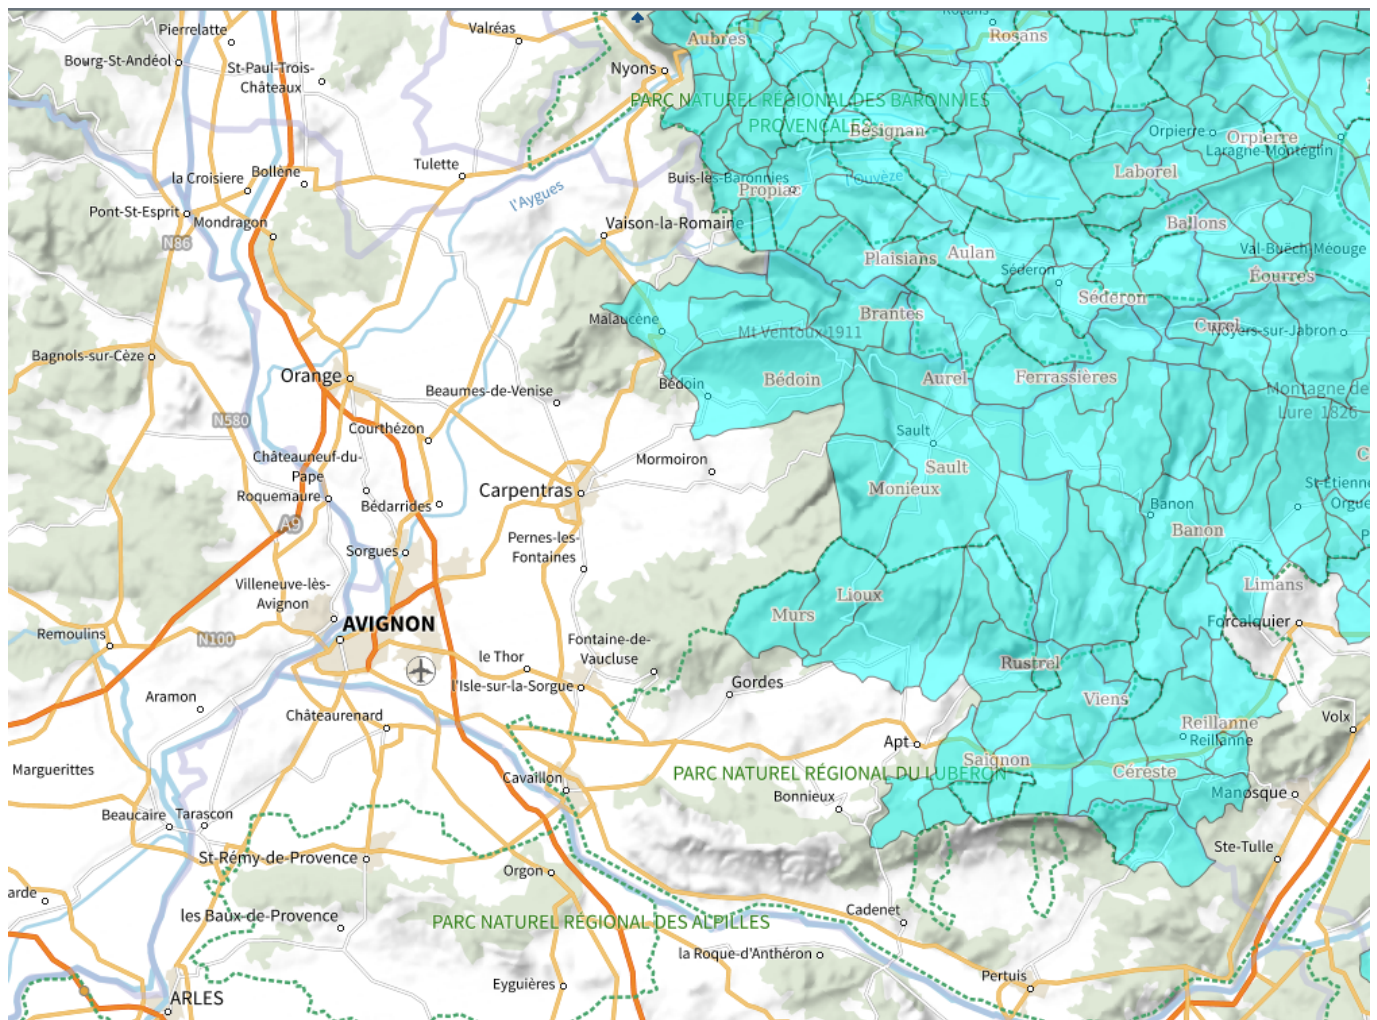 Pierrelatte
Valréas
Rosans
Rosans
Aubres
Bourg-St-Andéol
St-Paul-Trois-
Châteaux
Nyons
PARC NATUREL RÉGIONAL DES BARONNIES
PROVENÇALES
Bésignan
Orpierre
Orpierre
Laragne-Montéglin
Tulette
la Croisiere
Bollène
Buis-lès-Baronnies
Propiac
l'Ouvèze
Laborel
l'Aygues
Pont-St-Esprit
Mondragon
Vaison-la-Romaine
Ballons
N86
Val-Buëch-Méouge
Plaisians
Aulan
Séderon
Éourres
Séderon
Malaucène
Brantes
Mt Ventoux 1911
Curel
Noyers-sur-Jabron
Bagnols-sur-Cèze
Orange
Beaumes-de-Venise
Bédoin
Bédoin
Aurel
Ferrassières
Montagne de
Lure 1826
N580
Courthézon
Sault
Châteauneuf-du-
Pape
Mormoiron
Sault
Monieux
Roquemaure
Bédarrides
Carpentras
St-Etienne
Orgue
Banon
Banon
A9
Sorgues
Pernes-les-
Fontaines
Villeneuve-lès-
Avignon
Limans
Lioux
Murs
AVIGNON
Forcalquier
Remoulins
N100
Fontaine-de-
Vaucluse
le Thor
l'Isle-sur-la-Sorgue
Rustrel
Gordes
Aramon
Viens
Châteaurenard
Reillanne
Reillanne
Volx
Apt
Saignon
Céreste
Marguerittes
Cavaillon
PARC NATUREL RÉGIONAL DU LUBERON
Bonnieux
Manosque
Beaucaire
Tarascon
Ste-Tulle
St-Rémy-de-Provence
Orgon
arde
les Baux-de-Provence
PARC NATUREL RÉGIONAL DES ALPILLES
Cadenet
la Roque-d'Anthéron
Eyguières
Pertuis
ARLES